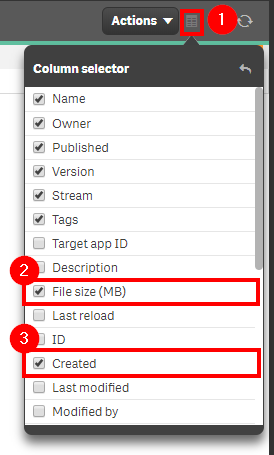 Actions
1
Column selector
Name
Owner
Published
Version
Stream
Tags
Target app ID
2
Description
File size (MB)
Last reload
3
ID
Created
Last modified
Modified by